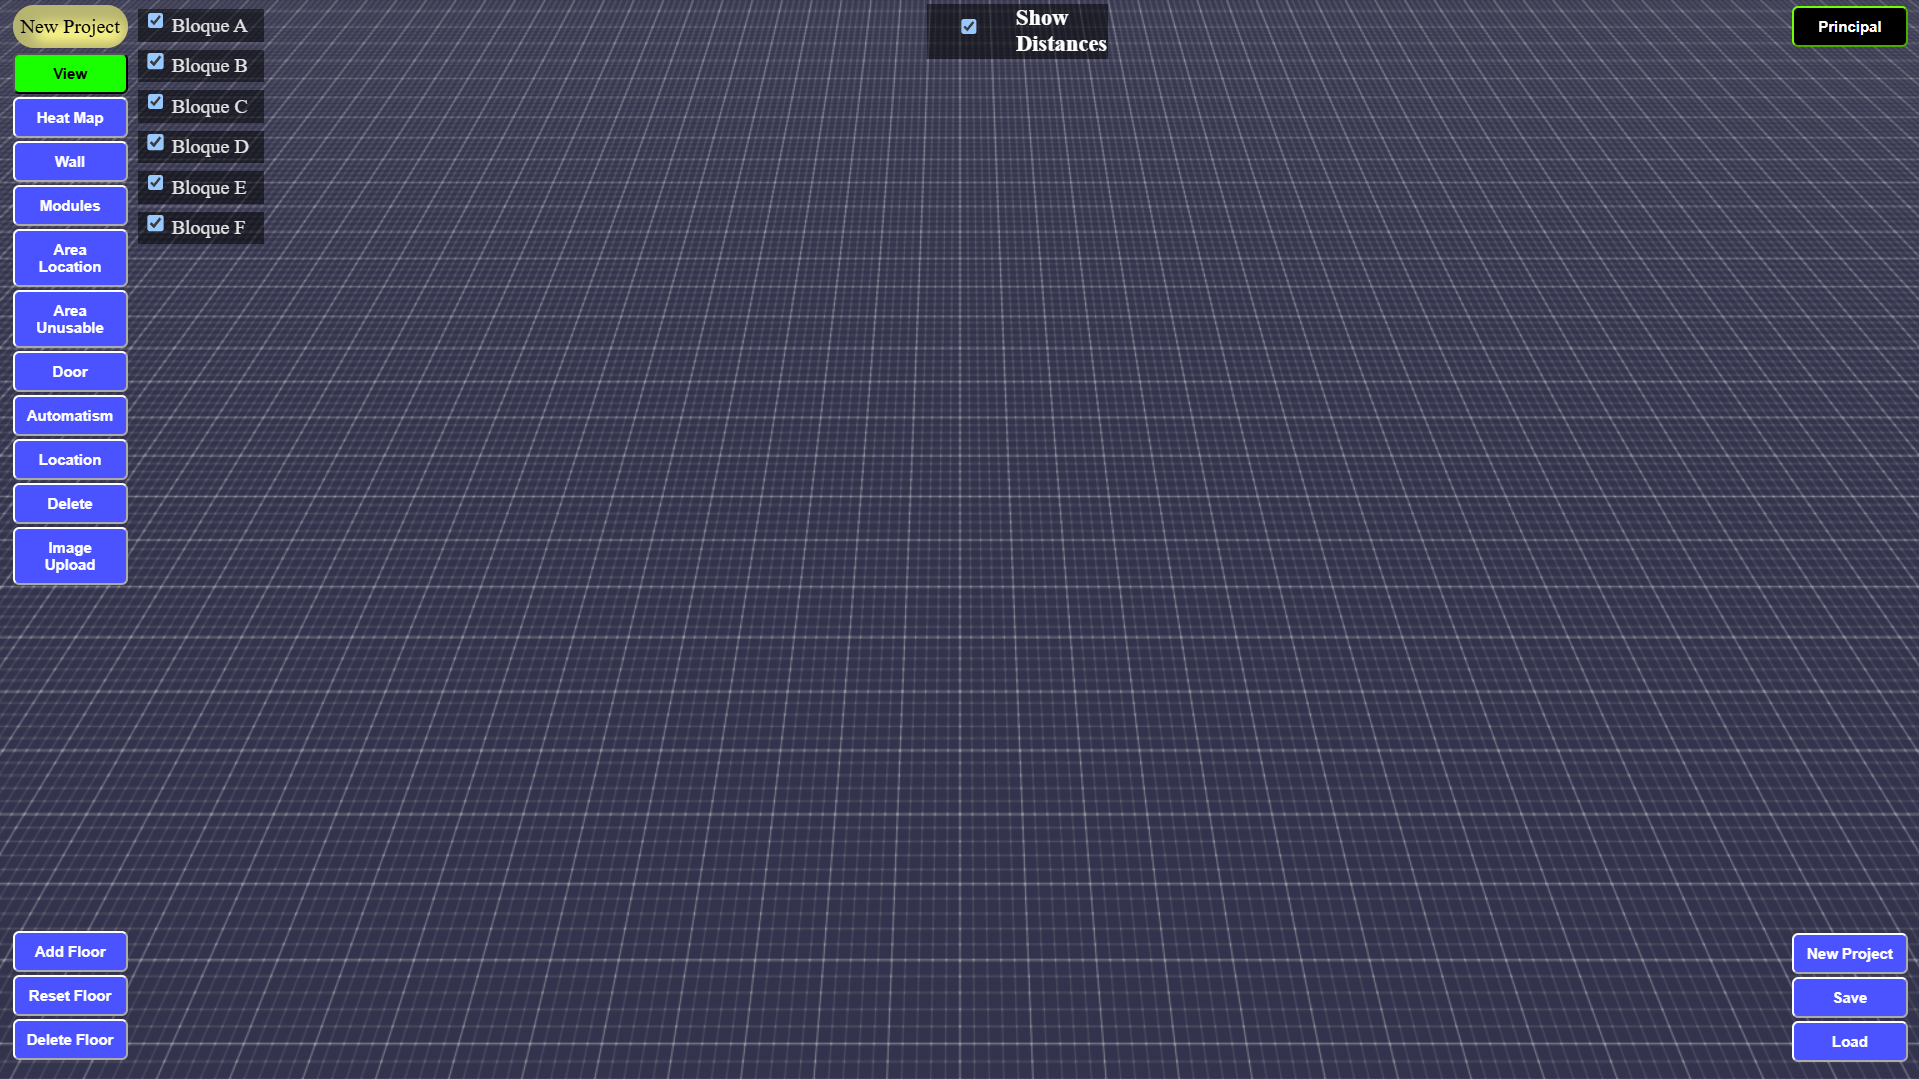 New Project
View
Heat Map
Wall
Modules
Area
Location
Area
Unusable
Door
Automatism
Location
Delete
Image
Upload
Bloque A
Bloque B
Bloque C
Bloque D
Bloque E
Bloque F
Show
Distances
Principal
Add Floor
Reset Floor
Delete Floor
New Project
Save
Load